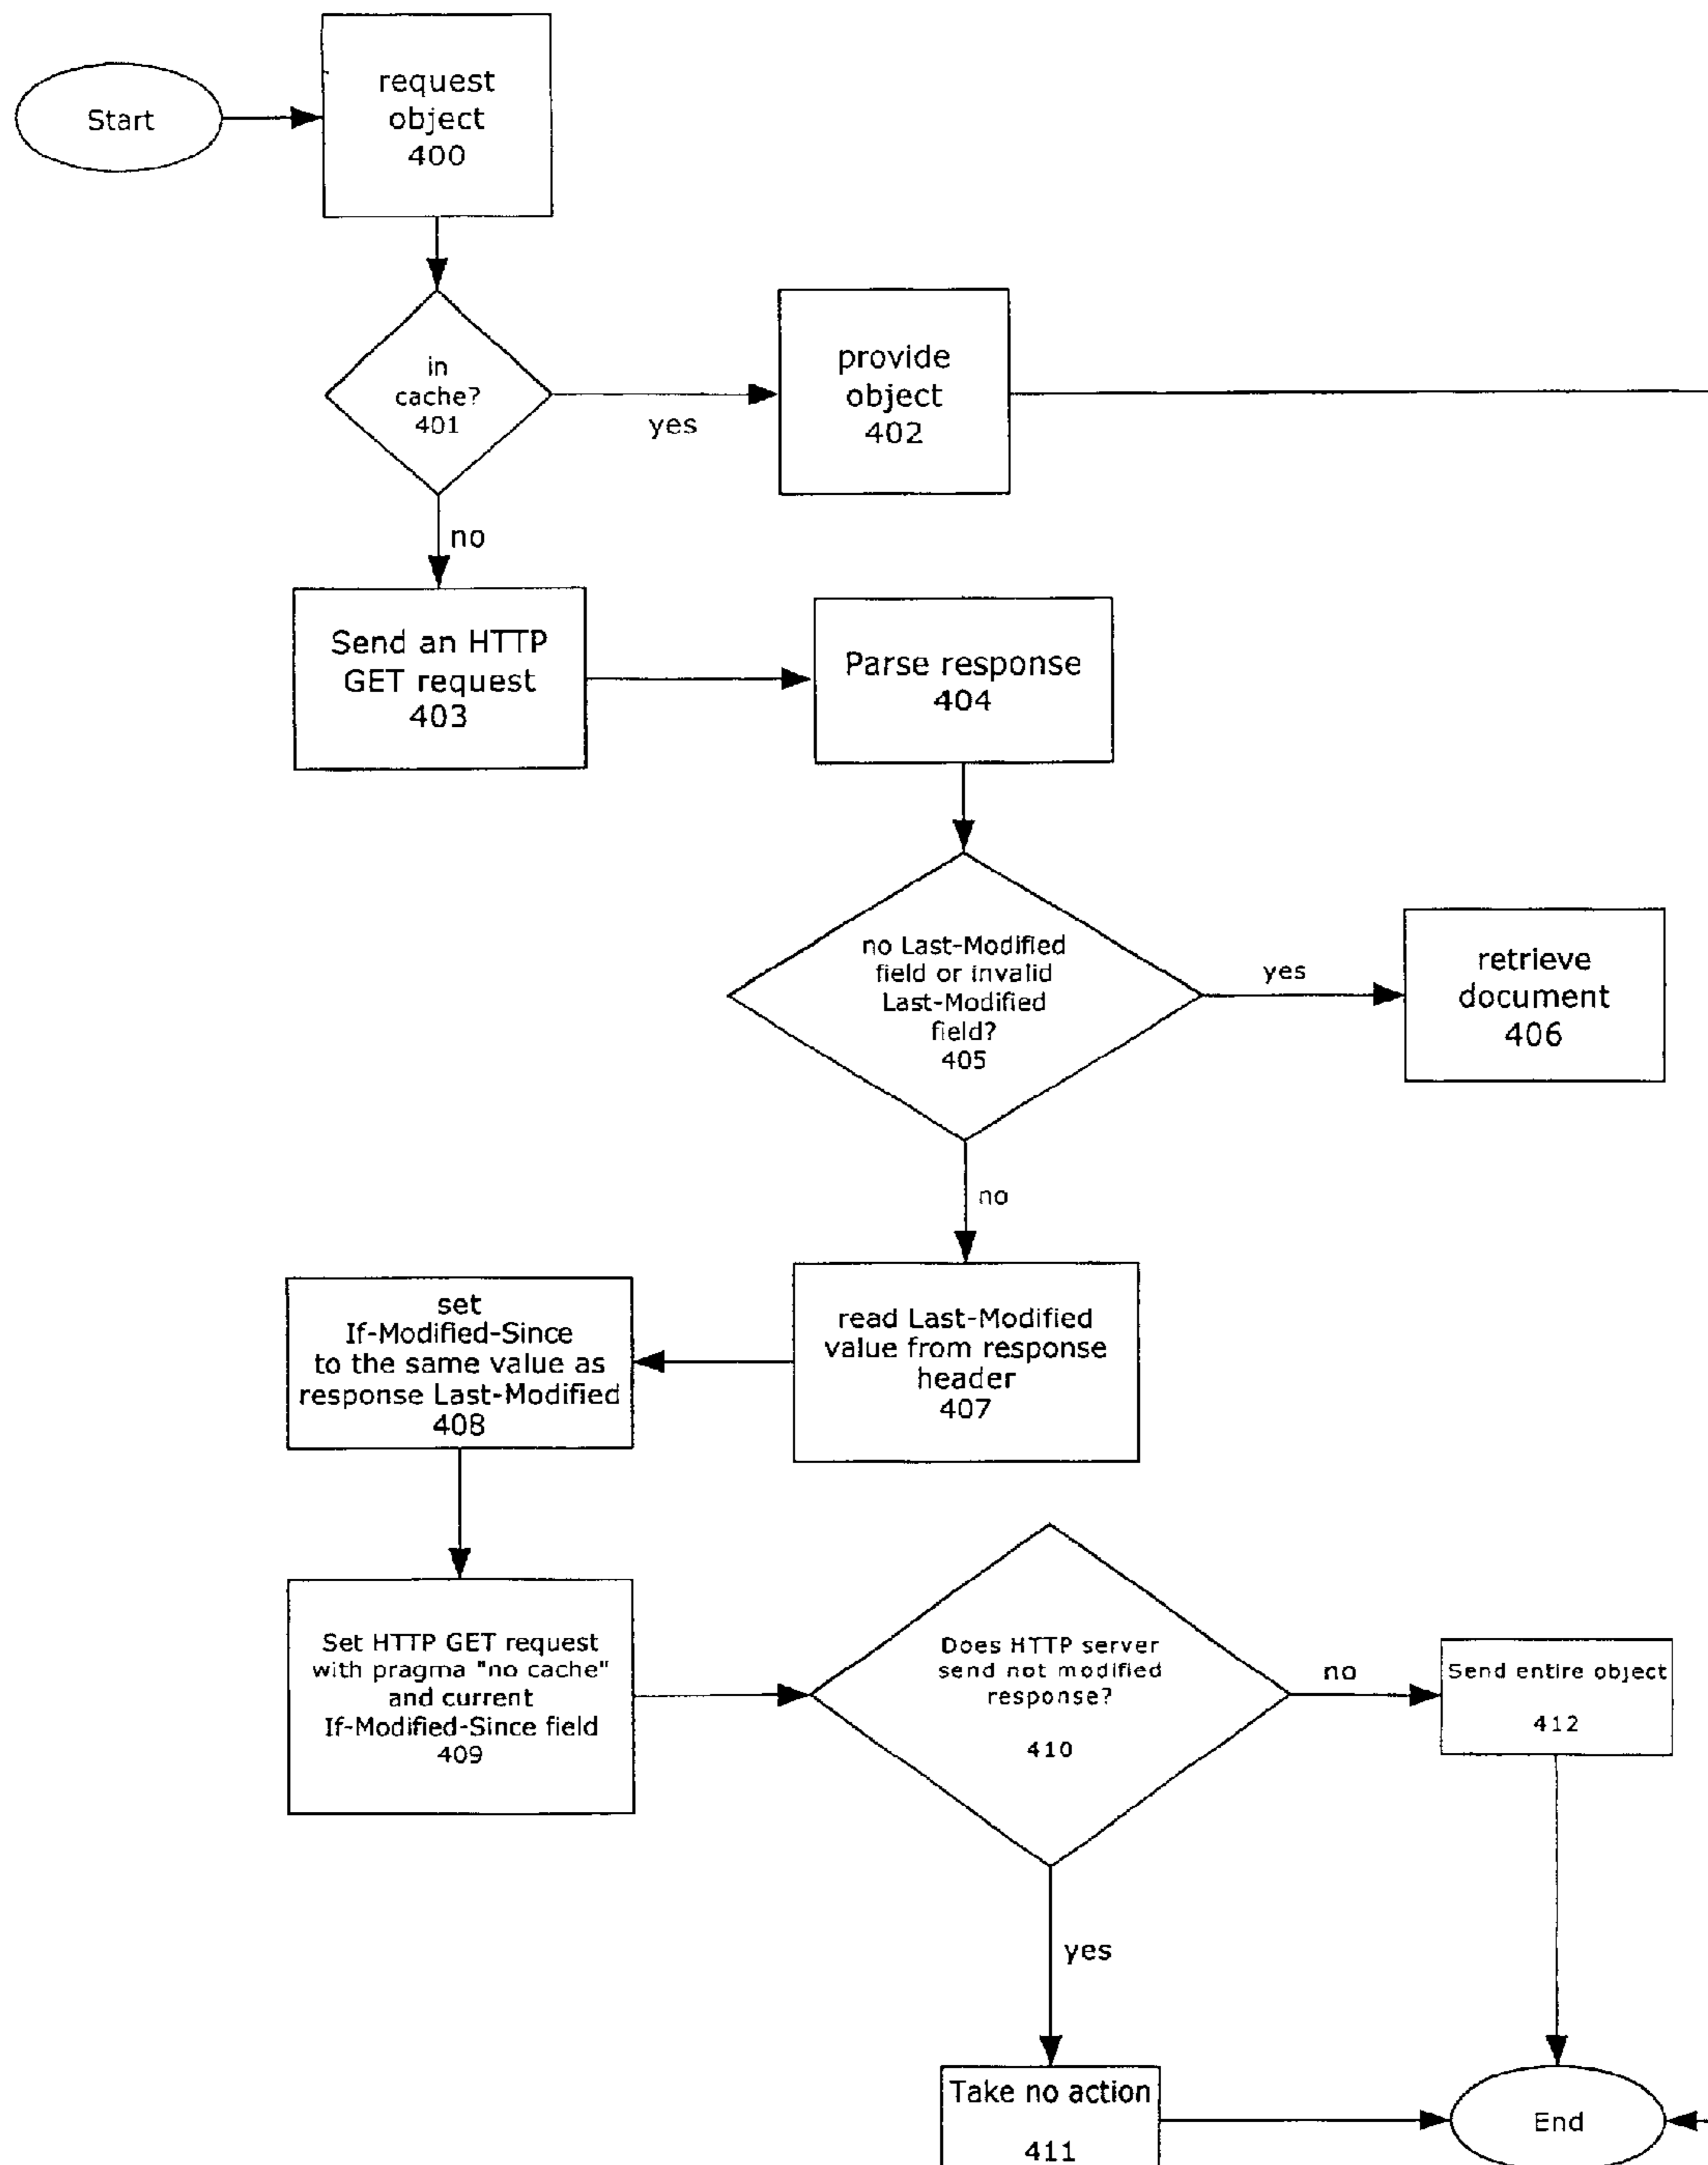 Start
request
object
400
in
cache?
401
yes
provide
object
402
no
Send an HTTP
GET request
403
Parse response
404
no Last-Modified
field or invalid
Last-Modified
field?
405
yes
retrieve
document
406
no
read Last-Modified
value from response
header
407
set
If-Modified-Since
to the same value as
response Last-Modified
408
Set HTTP GET request
with pragma "no cache"
and current
If-Modified-Since field
409
Does HTTP server
send not modified
response?
410
no
Send entire object
412
yes
Take no action
411
End